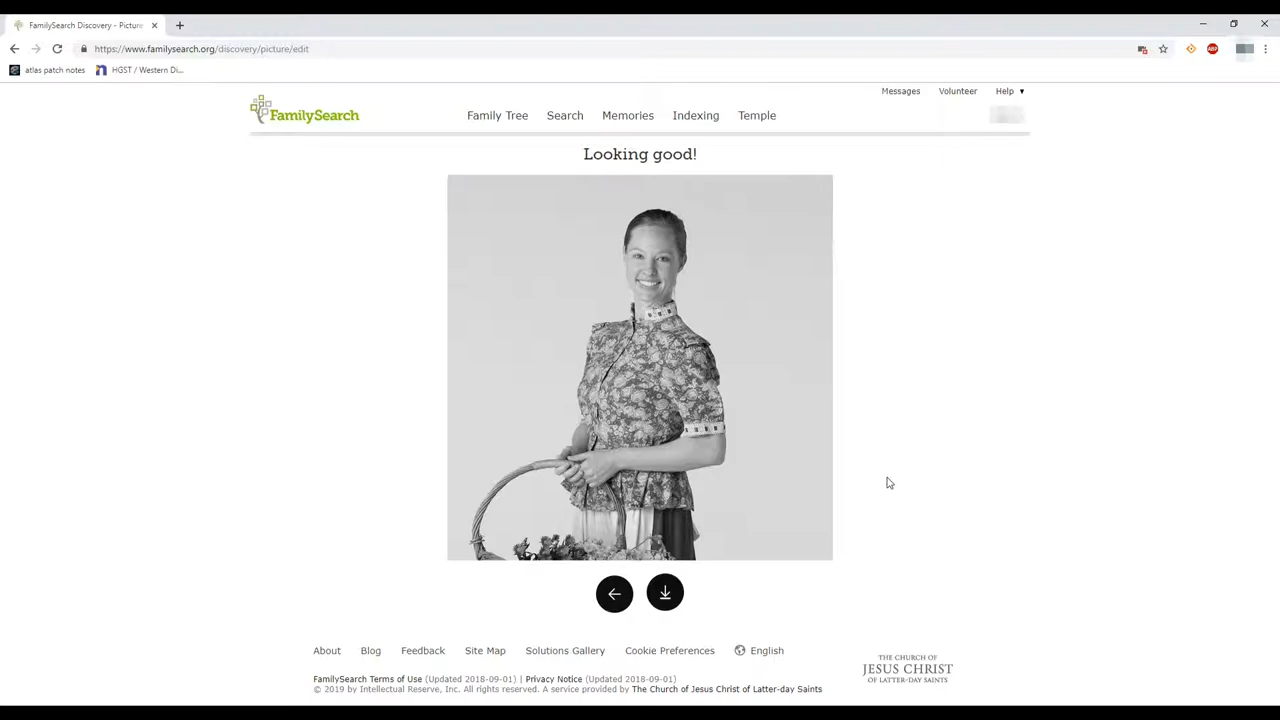 FamilySearch Discovery - Picture
https://www.familysearch.org/discovery/picture/edit
ABP
atlas patch notes HGST / Western Di...
Messages Volunteer Help
FamilySearch
Family Tree Search Memories Indexing Temple
Looking good!
About Blog Feedback Site Map Solutions Gallery Cookie Preferences English
FamilySearch Terms of Use (Updated 2018-09-01) | Privacy Notice (Updated 2018-09-01)
© 2019 by Intellectual Reserve, Inc. All rights reserved. A service provided by The Church of Jesus Christ of Latter-day Saints
THE CHURCH OF
JESUS CHRIST
OF LATTER-DAY SAINTS